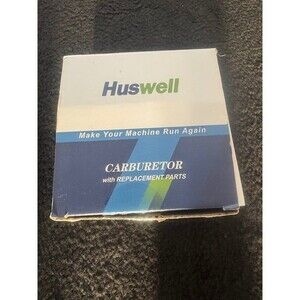 Huswell
Make Your Machine Run Again
CARBURETOR
with REPLACEMENT PARTS